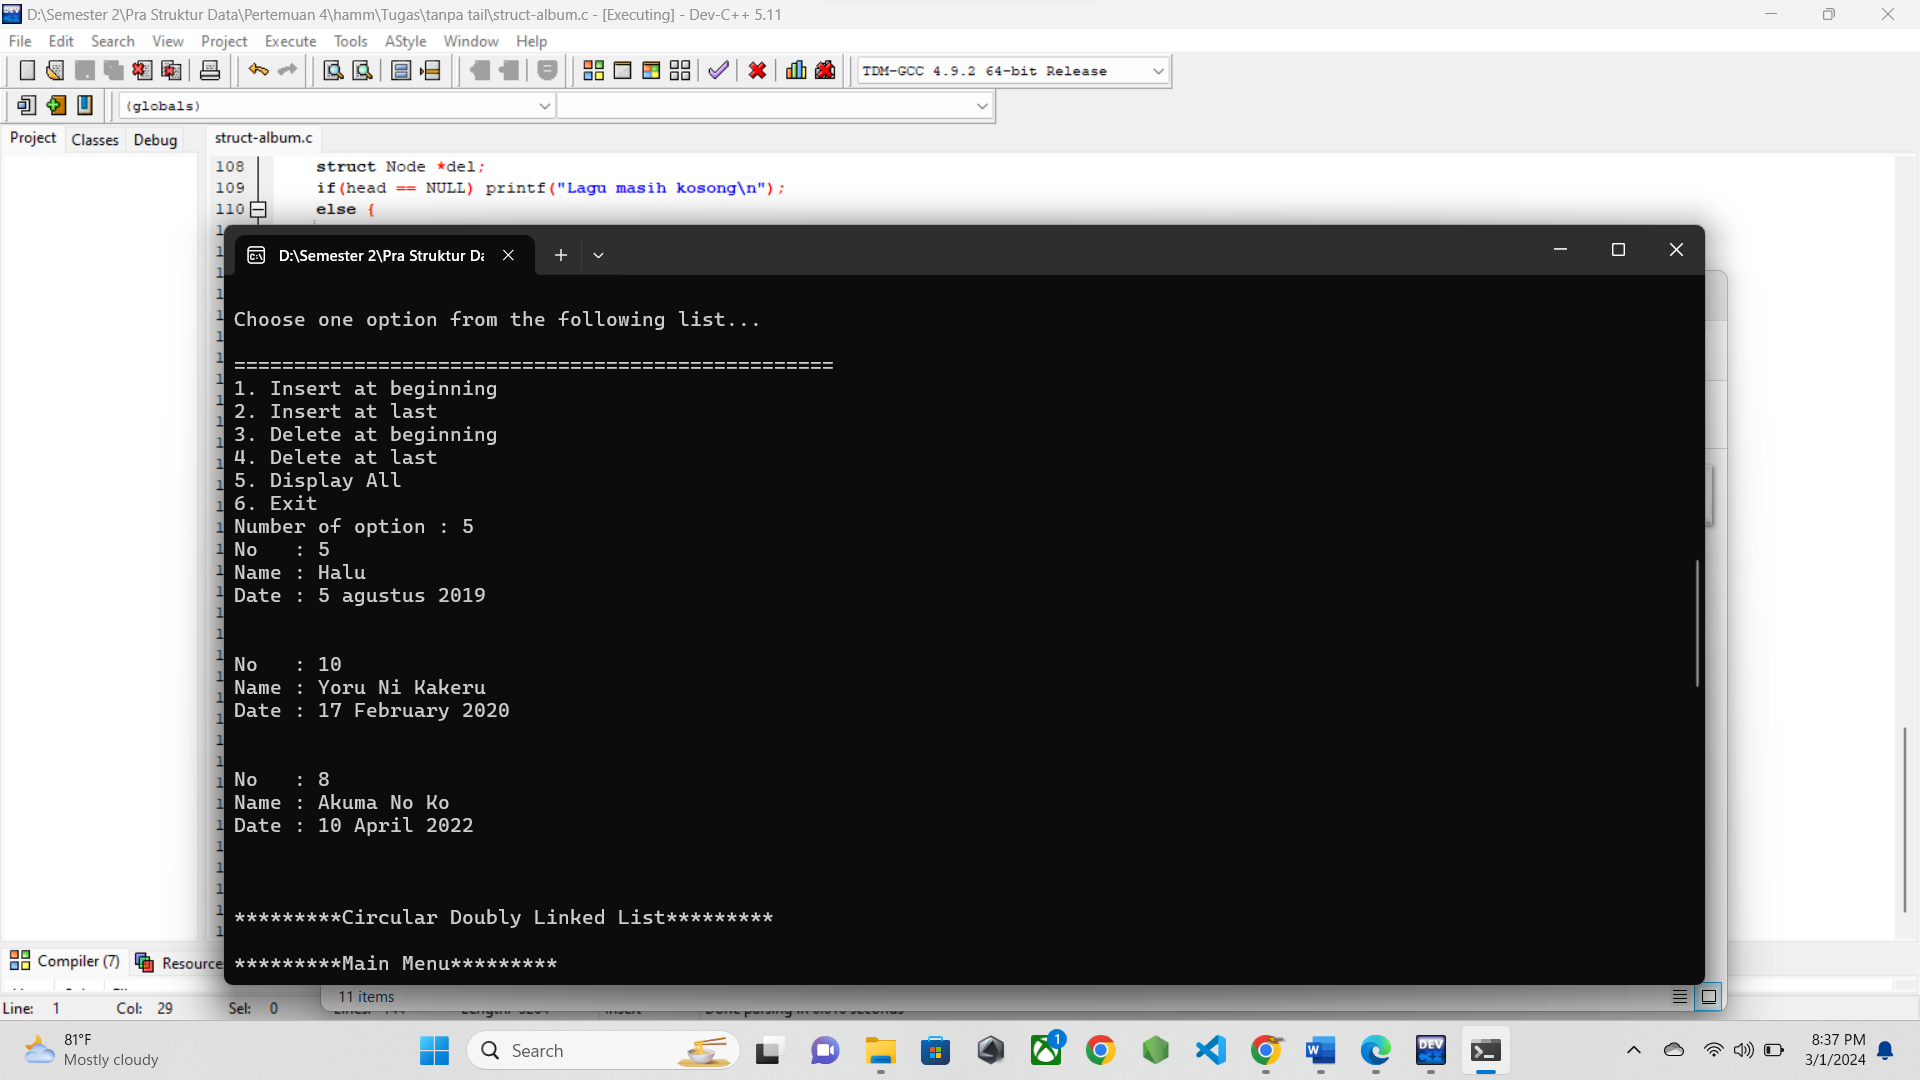 D:\Semester 2\Pra Struktur Data\Pertemuan 4\hamm\Tugas\tanpa tail\struct-album.c - [Executing] - Dev-C++ 5.11
File Edit Search View Project Execute Tools AStyle Window Help
TDM-GCC 4.9.2 64-bit Release
(globals)
Project Classes Debug
struct-album.c
108 struct Node *del;
109 if(head == NULL) printf("Lagu masih kosong\n");
110 else {
D:\Semester 2\Pra Struktur Da
Choose one option from the following list...
==================================================
1. Insert at beginning
2. Insert at last
3. Delete at beginning
4. Delete at last
5. Display All
6. Exit
Number of option : 5
No   : 5
Name : Halu
Date : 5 agustus 2019
No   : 10
Name : Yoru Ni Kakeru
Date : 17 February 2020
No   : 8
Name : Akuma No Ko
Date : 10 April 2022
*********Circular Doubly Linked List*********
*********Main Menu*********
Compiler (7) Resource
11 items
Line: 1 Col: 29 Sel: 0
81°F
Mostly cloudy
Search
1
DEV
8:37 PM
3/1/2024